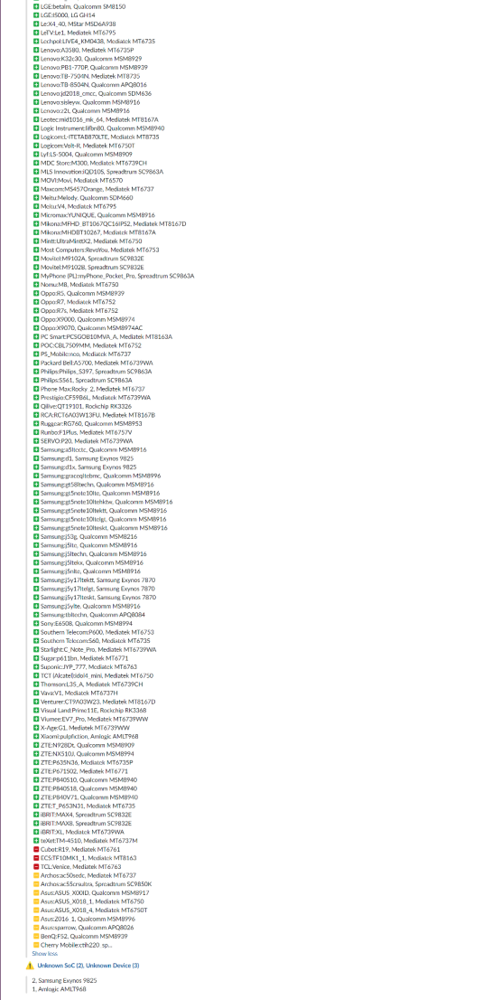 LGE:betalm, Qualcomm SM8150
LGE:l5000, LG GH14
Le:X4_40, MStar MSD6A938
LeTV:Le1, Mediatek MT6795
Lechpol:LIVE4_KM0438, Mediatek MT6735
Lenovo:A3580, Mediatek MT6735P
Lenovo:K32c30, Qualcomm MSM8929
Lenovo:PB1-770P, Qualcomm MSM8939
Lenovo:TB-7504N, Mediatek MT8735
Lenovo:TB-8504N, Qualcomm APQ8016
Lenovo:jd2018_cmcc, Qualcomm SDM636
Lenovo:sisleyw, Qualcomm MSM8916
Lenovo:z2L, Qualcomm MSM8916
Leotec:mid1016_mk_64, Mediatek MT8167A
Logic Instrument:lifbn80, Qualcomm MSM8940
Logicom:L-ITETAB870LTE, Mediatek MT8735
Logicom:Volt-R, Mediatek MT6750T
Lyf:LS-5004, Qualcomm MSM8909
MDC Store:M300, Mediatek MT6739CH
MLS Innovation:iQD10S, Spreadtrum SC9863A
MOVI:Movi, Mediatek MT6570
Maxcom:MS457Orange, Mediatek MT6737
Meitu:Melody, Qualcomm SDM660
Meitu:V4, Mediatek MT6795
Micromax:YUNIQUE, Qualcomm MSM8916
Mikona:MFHD_BT1067QC16IPS2, Mediatek MT8167D
Mikona:MHDBT10267, Mediatek MT8167A
Mintt:UltraMinttX2, Mediatek MT6750
Most Computers:RevoYou, Mediatek MT6753
Movitel:M9102A, Spreadtrum SC9832E
Movitel:M9102B, Spreadtrum SC9832E
MyPhone (PL):myPhone_Pocket_Pro, Spreadtrum SC9863A
Nomu:M8, Mediatek MT6750
Oppo:R5, Qualcomm MSM8939
Oppo:R7, Mediatek MT6752
Oppo:R7s, Mediatek MT6752
Oppo:X9000, Qualcomm MSM8974
Oppo:X9070, Qualcomm MSM8974AC
PC Smart:PCSGOB10MVA_A, Mediatek MT8163A
POC:CBL7509MM, Mediatek MT6752
PS_Mobile:neo, Mediatek MT6737
Packard Bell:A5700, Mediatek MT6739WA
Philips:Philips_S397, Spreadtrum SC9863A
Philips:S561, Spreadtrum SC9863A
Phone Max:Rocky_2, Mediatek MT6737
Prestigio:CF59B6L, Mediatek MT6739WA
Qilive:QT19101, Rockchip RK3326
RCA:RCT6A03W13FU, Mediatek MT8167B
Ruggear:RG760, Qualcomm MSM8953
Runbo:F1Plus, Mediatek MT6757V
SERVO:P20, Mediatek MT6739WA
Samsung:a5ltectc, Qualcomm MSM8916
Samsung:d1, Samsung Exynos 9825
Samsung:d1x, Samsung Exynos 9825
Samsung:graceqltebmc, Qualcomm MSM8996
Samsung:gt58ltechn, Qualcomm MSM8916
Samsung:gt5note10lte, Qualcomm MSM8916
Samsung:gt5note10ltehktw, Qualcomm MSM8916
Samsung:gt5note10ltektt, Qualcomm MSM8916
Samsung:gt5note10ltelgt, Qualcomm MSM8916
Samsung:gt5note10lteskt, Qualcomm MSM8916
Samsung:j53g, Qualcomm MSM8216
Samsung:j5lte, Qualcomm MSM8916
Samsung:j5ltechn, Qualcomm MSM8916
Samsung:j5ltekx, Qualcomm MSM8916
Samsung:j5nlte, Qualcomm MSM8916
Samsung:j5y17ltektt, Samsung Exynos 7870
Samsung:j5y17ltelgt, Samsung Exynos 7870
Samsung:j5y17lteskt, Samsung Exynos 7870
Samsung:j5ylte, Qualcomm MSM8916
Samsung:tbltechn, Qualcomm APQ8084
Sony:E6508, Qualcomm MSM8994
Southern Telecom:P600, Mediatek MT6753
Southern Telecom:S60, Mediatek MT6735
Starlight:C_Note_Pro, Mediatek MT6739WA
Sugar:p611bn, Mediatek MT6771
Suponic:JYP_777, Mediatek MT6763
TCT (Alcatel):idol4_mini, Mediatek MT6750
Thomson:L35_A, Mediatek MT6739CH
Vava:V1, Mediatek MT6737H
Venturer:CT9A03W23, Mediatek MT8167D
Visual Land:Prime11E, Rockchip RK3368
Viumee:EV7_Pro, Mediatek MT6739WW
X-Age:G1, Mediatek MT6739WW
Xiaomi:pulpfiction, Amlogic AMLT968
ZTE:N928Dt, Qualcomm MSM8909
ZTE:NX510J, Qualcomm MSM8994
ZTE:P635N36, Mediatek MT6735P
ZTE:P671S02, Mediatek MT6771
ZTE:P840S10, Qualcomm MSM8940
ZTE:P840S18, Qualcomm MSM8940
ZTE:P840V71, Qualcomm MSM8940
ZTE:T_P653N31, Mediatek MT6735
iBRIT:MAX4, Spreadtrum SC9832E
iBRIT:MAX8, Spreadtrum SC9832E
iBRIT:XL, Mediatek MT6739WA
teXet:TM-4510, Mediatek MT6737M
Cubot:R19, Mediatek MT6761
ECS:TF10MK1_1, Mediatek MT8163
TCL:Venice, Mediatek MT6763
Archos:ac50sedc, Mediatek MT6737
Archos:ac55crsultra, Spreadtrum SC9850K
Asus:ASUS_X00ID, Qualcomm MSM8917
Asus:ASUS_X018_1, Mediatek MT6750
Asus:ASUS_X018_4, Mediatek MT6750T
Asus:Z016_1, Qualcomm MSM8996
Asus:sparrow, Qualcomm APQ8026
BenQ:F52, Qualcomm MSM8939
Cherry Mobile:cth220_sp...
Show less
Unknown SoC (2), Unknown Device (3)
2, Samsung Exynos 9825
1, Amlogic AMLT968